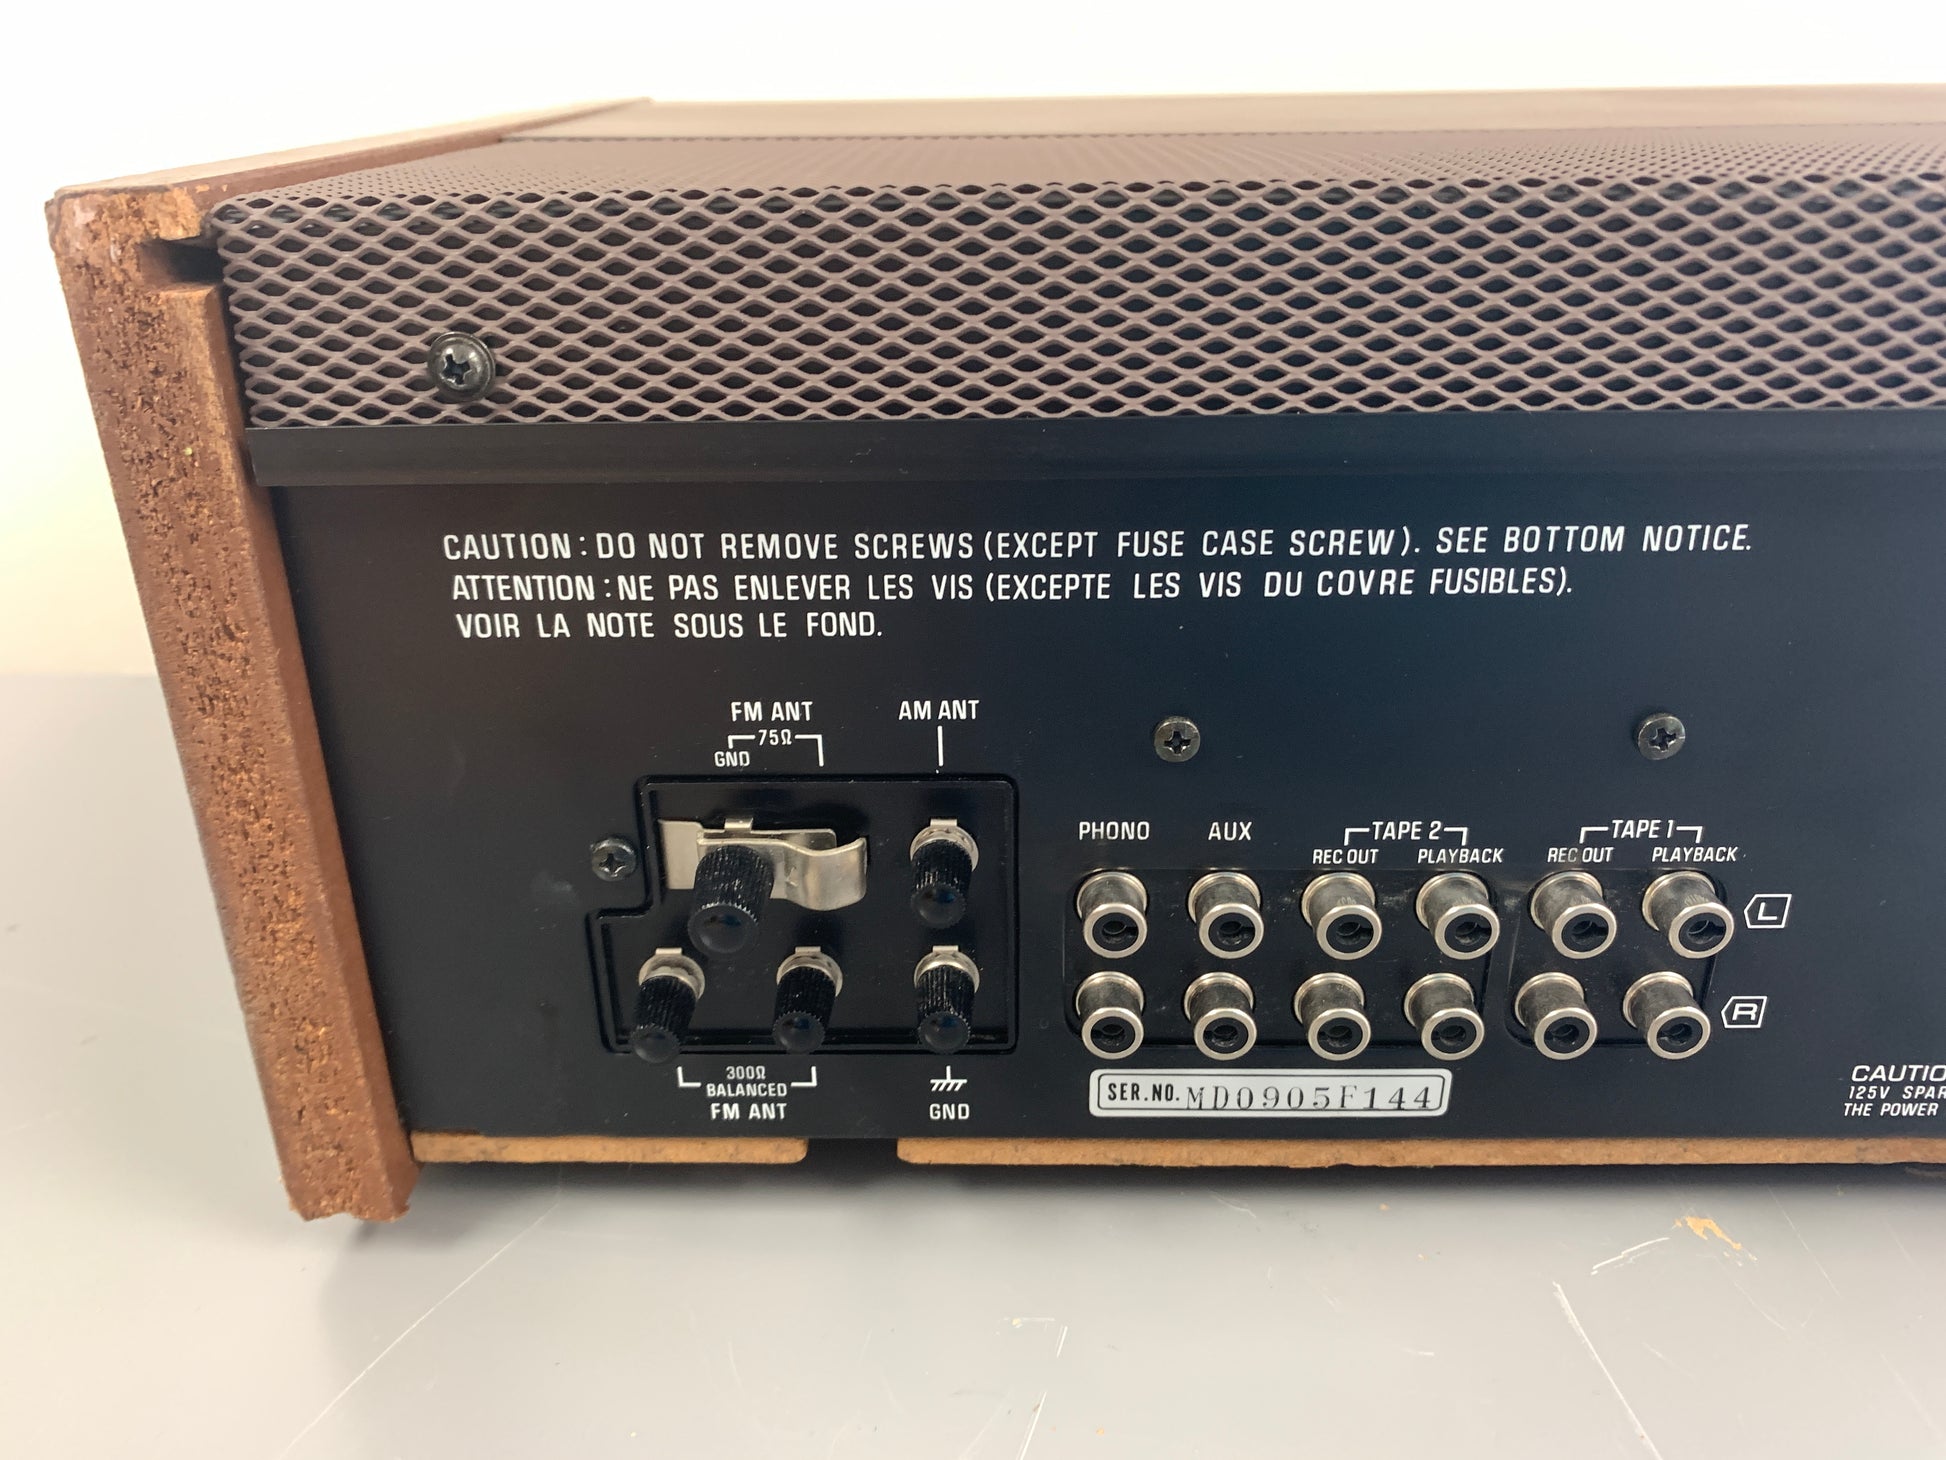 CAUTION : DO NOT REMOVE SCREWS (EXCEPT FUSE CASE SCREW). SEE BOTTOM NOTICE.
ATTENTION : NE PAS ENLEVER LES VIS (EXCEPTE LES VIS DU COVRE FUSIBLES).
VOIR LA NOTE SOUS LE FOND.
FM ANT
75Ω
GND
AM ANT
300Ω
BALANCED
FM ANT
GND
PHONO
AUX
TAPE 2
REC OUT PLAYBACK
TAPE 1
REC OUT PLAYBACK
L
R
SER.NO. MD0905F144
CAUTIO
125V SPAR
THE POWER